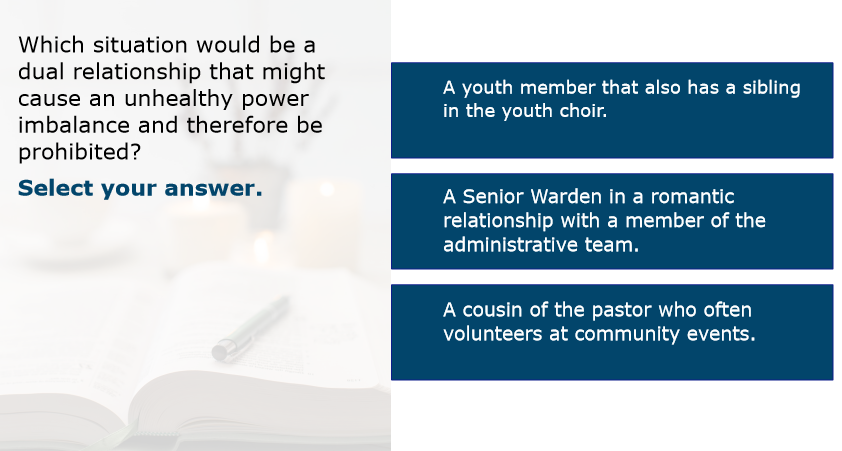 Which situation would be a
dual relationship that might
cause an unhealthy power
imbalance and therefore be
prohibited?
Select your answer.
A youth member that also has a sibling
in the youth choir.
A Senior Warden in a romantic
relationship with a member of the
administrative team.
A cousin of the pastor who often
volunteers at community events.